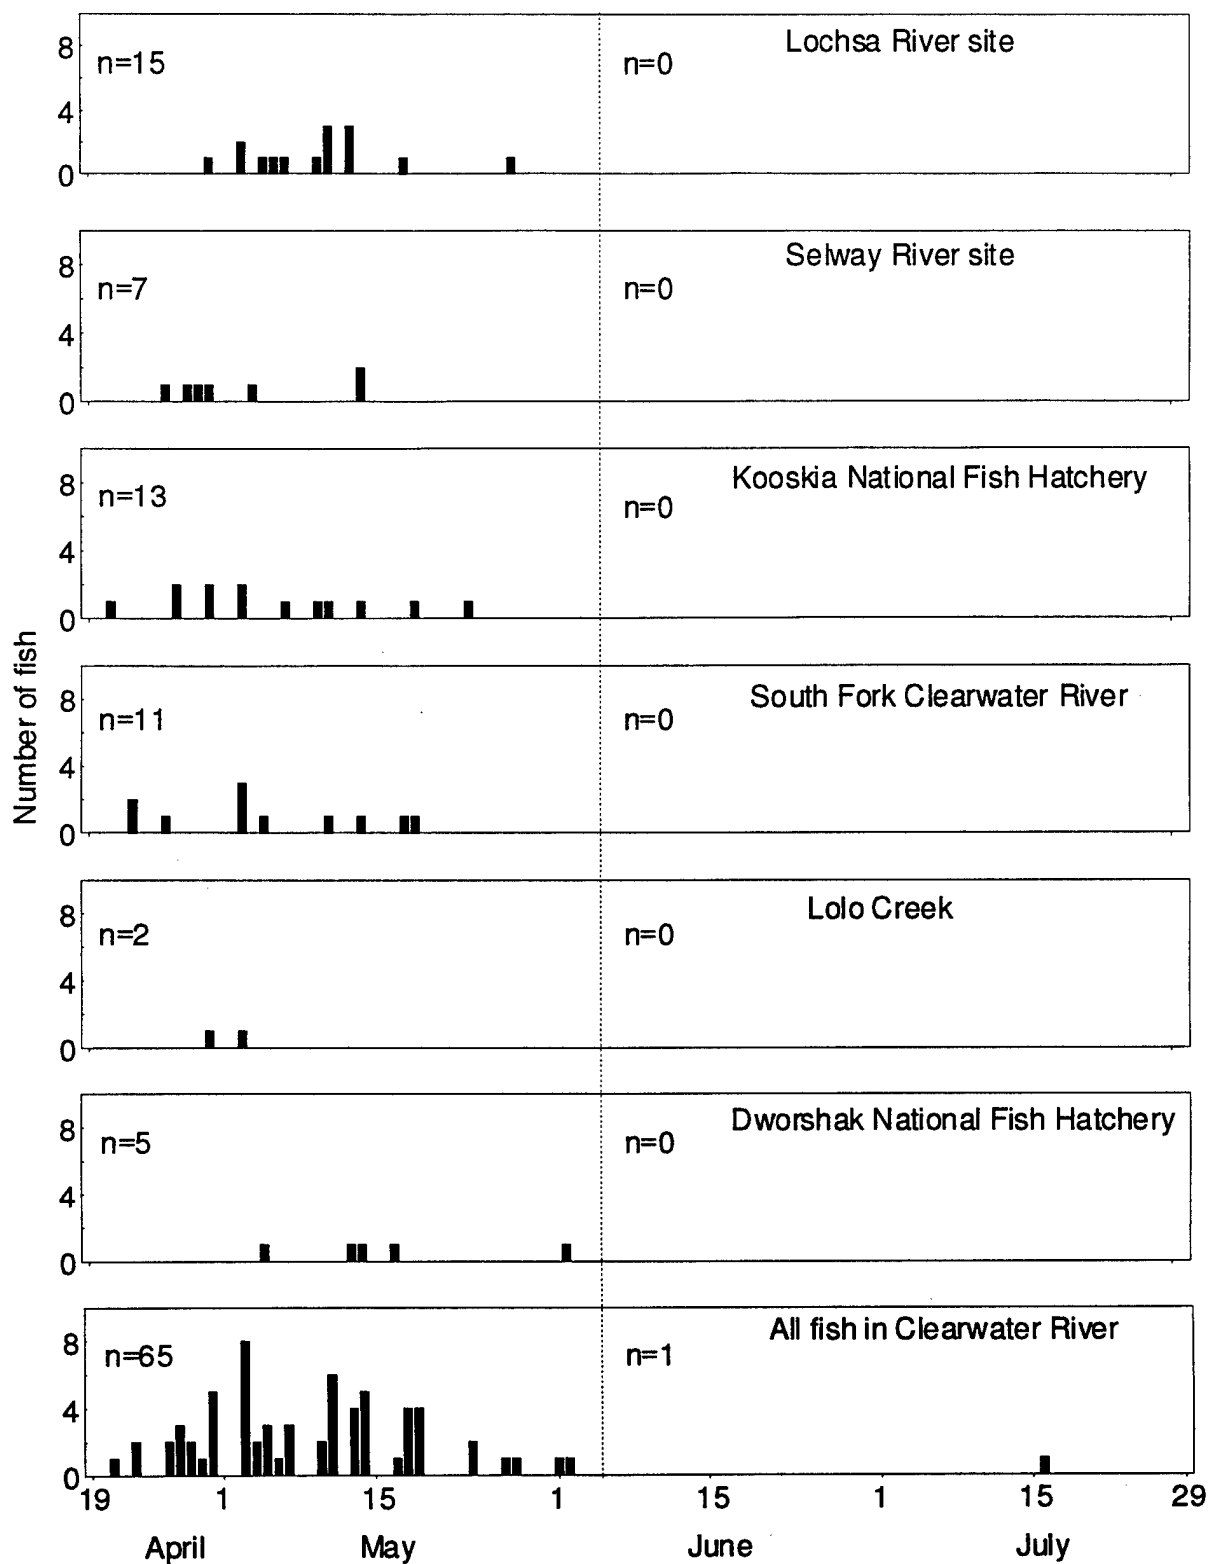 Lochsa River site
8
n=15
n=0
4
0
Selway River site
8
n=7
n=0
4
0
Kooskia National Fish Hatchery
8
n=13
n=0
4
0
South Fork Clearwater River
8
n=11
n=0
4
0
Number of fish
Lolo Creek
8
n=2
n=0
4
0
Dworshak National Fish Hatchery
8
n=5
n=0
4
0
All fish in Clearwater River
8
n=65
n=1
4
0
19 1 15 1 15 1 15 29
April May June July